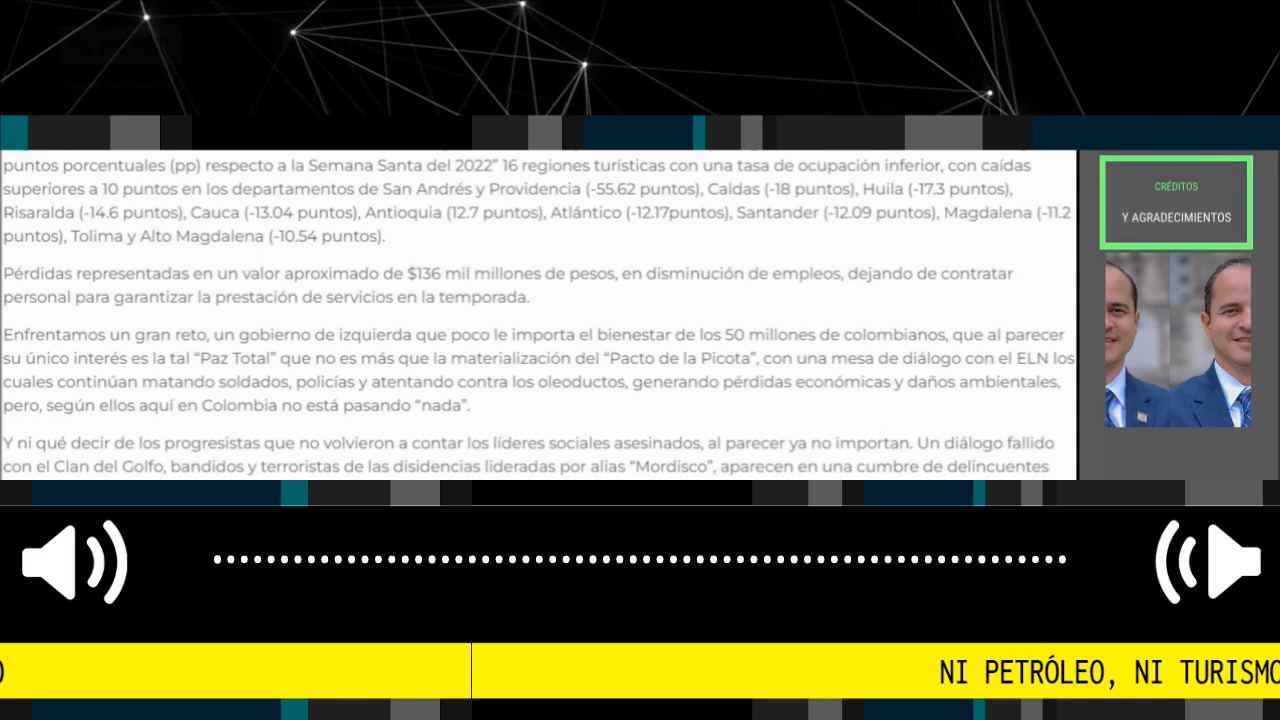 puntos porcentuales (pp) respecto a la Semana Santa del 2022” 16 regiones turísticas con una tasa de ocupación inferior, con caídas
superiores a 10 puntos en los departamentos de San Andrés y Providencia (-55.62 puntos), Caldas (-18 puntos), Huila (-17.3 puntos),
Risaralda (-14.6 puntos), Cauca (-13.04 puntos), Antioquia (12.7 puntos), Atlántico (-12.17puntos), Santander (-12.09 puntos), Magdalena (-11.2
puntos), Tolima y Alto Magdalena (-10.54 puntos).
Pérdidas representadas en un valor aproximado de $136 mil millones de pesos, en disminución de empleos, dejando de contratar
personal para garantizar la prestación de servicios en la temporada.
Enfrentamos un gran reto, un gobierno de izquierda que poco le importa el bienestar de los 50 millones de colombianos, que al parecer
su único interés es la tal “Paz Total” que no es más que la materialización del “Pacto de la Picota”, con una mesa de diálogo con el ELN los
cuales continúan matando soldados, policías y atentando contra los oleoductos, generando pérdidas económicas y daños ambientales,
pero, según ellos aquí en Colombia no está pasando “nada”.
Y ni qué decir de los progresistas que no volvieron a contar los líderes sociales asesinados, al parecer ya no importan. Un diálogo fallido
con el Clan del Golfo, bandidos y terroristas de las disidencias lideradas por alias “Mordisco”, aparecen en una cumbre de delincuentes
CRÉDITOS
Y AGRADECIMIENTOS
NI PETRÓLEO, NI TURISMO